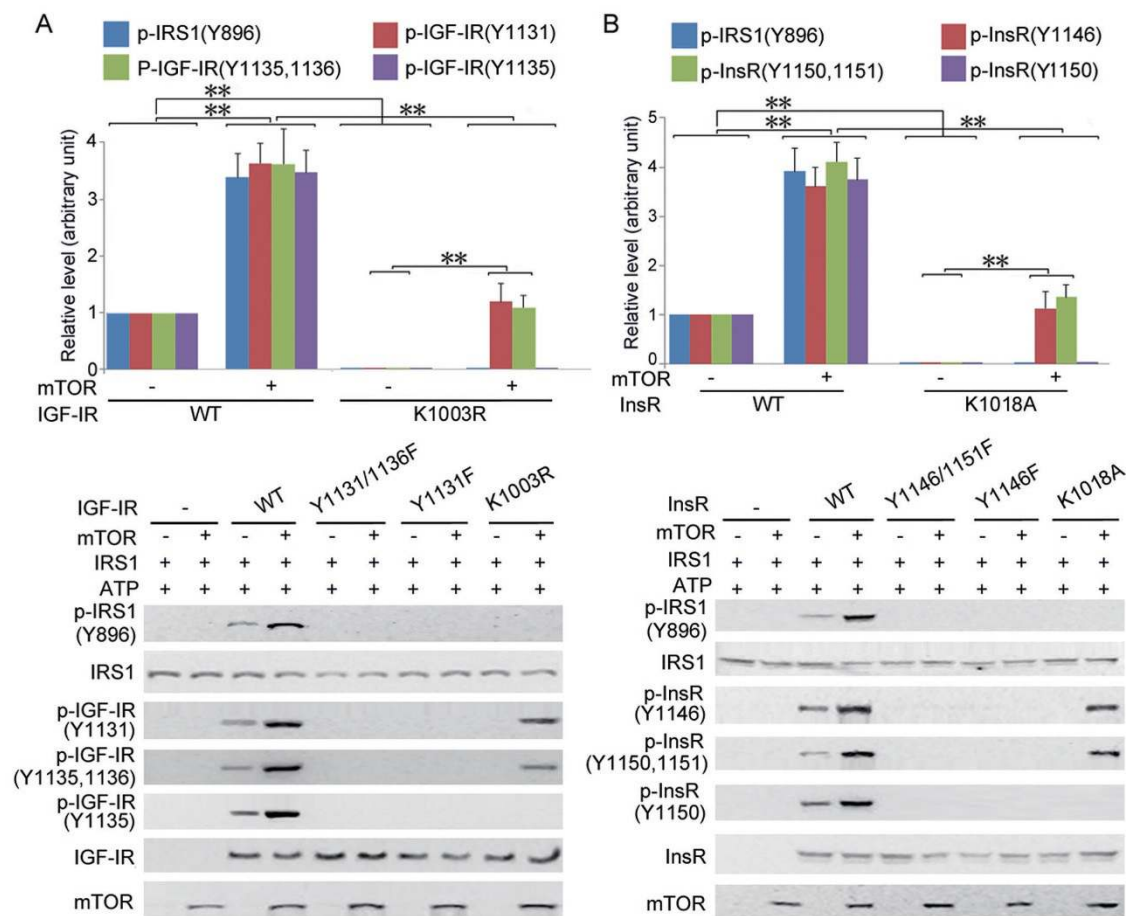 A
p-IRS1(Y896) p-IGF-IR(Y1131)
P-IGF-IR(Y1135,1136) p-IGF-IR(Y1135)
**
** **
**
Relative level (arbitrary unit)
4
3
2
1
0
mTOR - + - +
IGF-IR WT K1003R
IGF-IR - WT Y1131/1136F Y1131F K1003R
mTOR - + - + - + - + - +
IRS1 + + + + + + + + + +
ATP + + + + + + + + + +
p-IRS1
(Y896)
IRS1
p-IGF-IR
(Y1131)
p-IGF-IR
(Y1135,1136)
p-IGF-IR
(Y1135)
IGF-IR
mTOR
B
p-IRS1(Y896) p-InsR(Y1146)
p-InsR(Y1150,1151) p-InsR(Y1150)
**
** **
**
Relative level (arbitrary unit)
5
4
3
2
1
0
mTOR - + - +
InsR WT K1018A
InsR - WT Y1146/1151F Y1146F K1018A
mTOR - + - + - + - + - +
IRS1 + + + + + + + + + +
ATP + + + + + + + + + +
p-IRS1
(Y896)
IRS1
p-InsR
(Y1146)
p-InsR
(Y1150,1151)
p-InsR
(Y1150)
InsR
mTOR